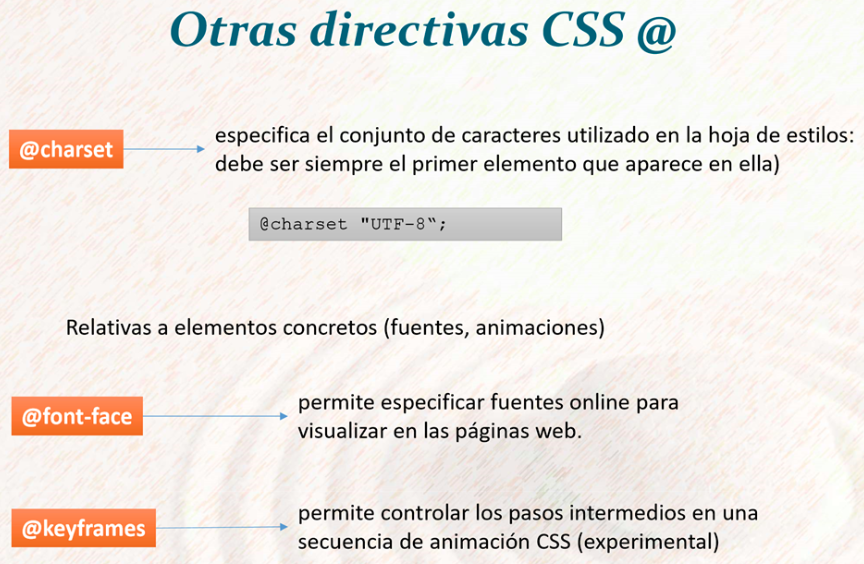 Otras directivas CSS @
@charset
especifica el conjunto de caracteres utilizado en la hoja de estilos:
debe ser siempre el primer elemento que aparece en ella)
@charset "UTF-8“;
Relativas a elementos concretos (fuentes, animaciones)
@font-face
permite especificar fuentes online para
visualizar en las páginas web.
@keyframes
permite controlar los pasos intermedios en una
secuencia de animación CSS (experimental)